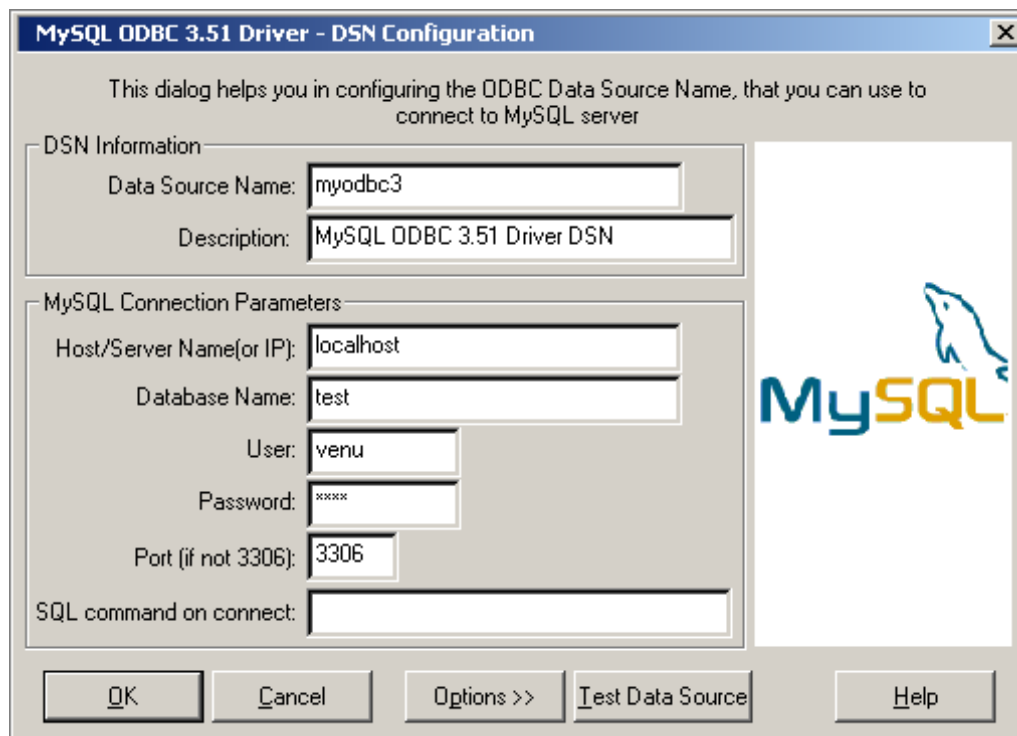 MySQL ODBC 3.51 Driver - DSN Configuration
This dialog helps you in configuring the ODBC Data Source Name, that you can use to
connect to MySQL server
DSN Information
Data Source Name: myodbc3
Description: MySQL ODBC 3.51 Driver DSN
MySQL Connection Parameters
Host/Server Name(or IP): localhost
Database Name: test
User: venu
Password: ****
Port (if not 3306): 3306
SQL command on connect:
MySQL
OK Cancel Options >> Test Data Source Help